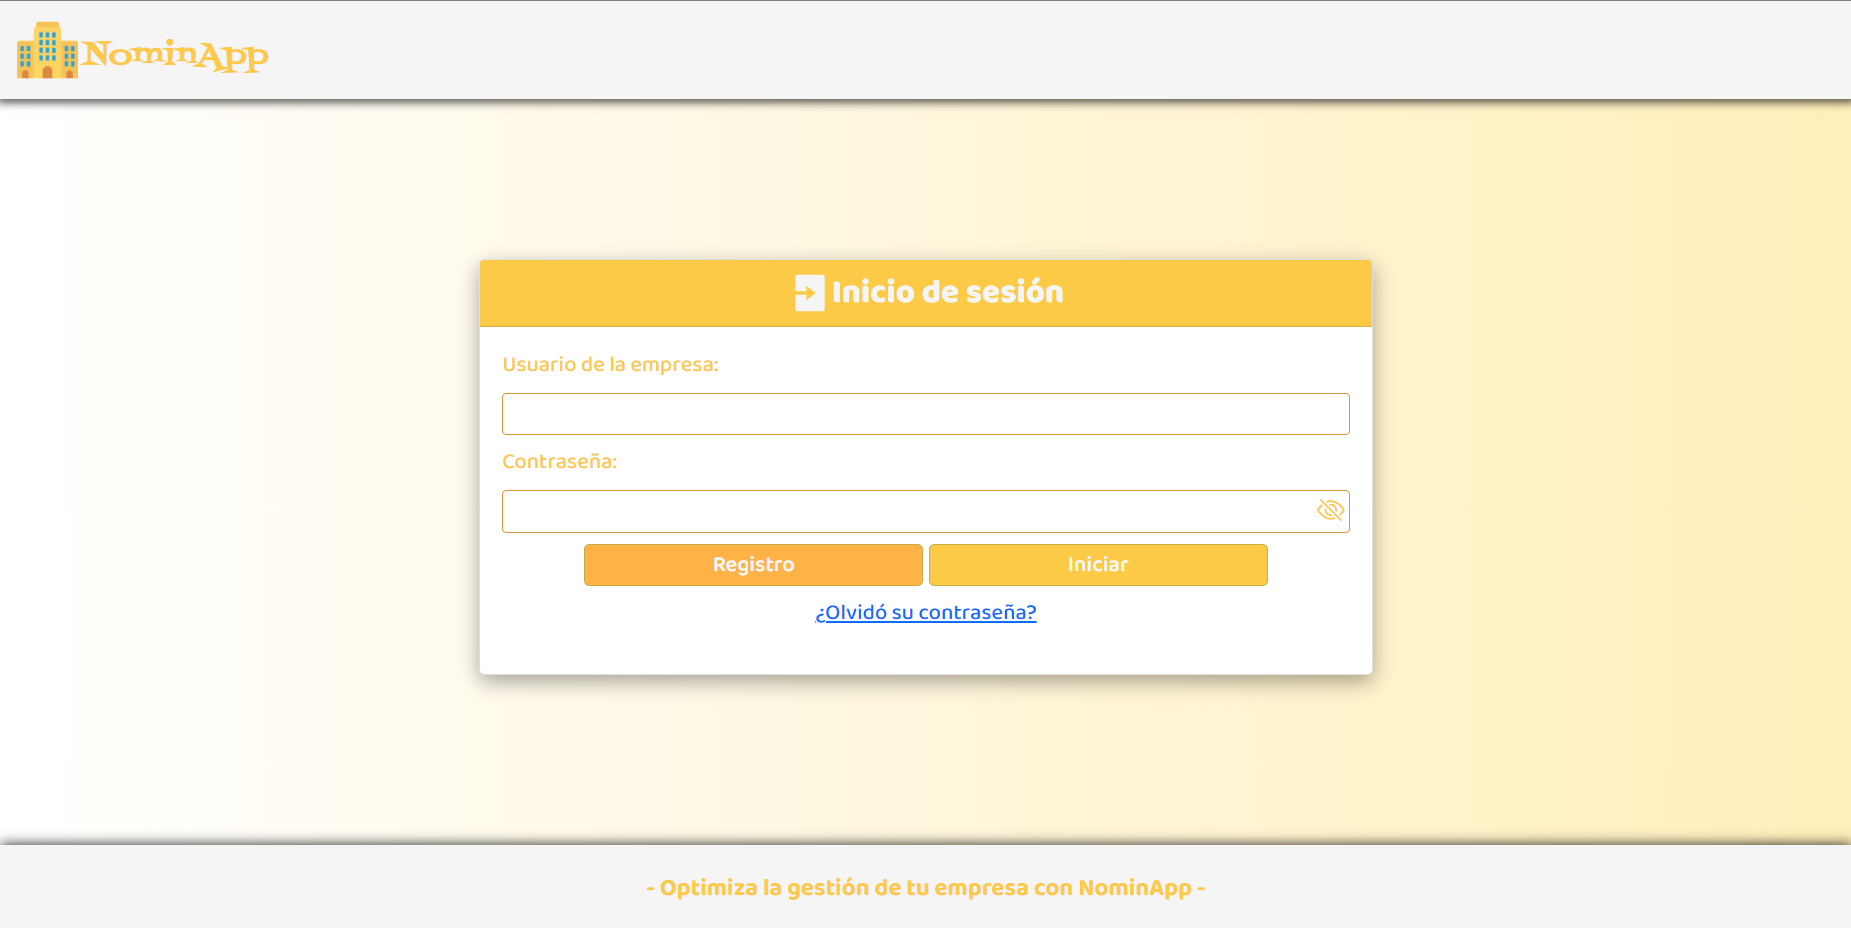 NominApp
Inicio de sesión
Usuario de la empresa:
Contraseña:
Registro Iniciar
¿Olvidó su contraseña?
- Optimiza la gestión de tu empresa con NominApp -